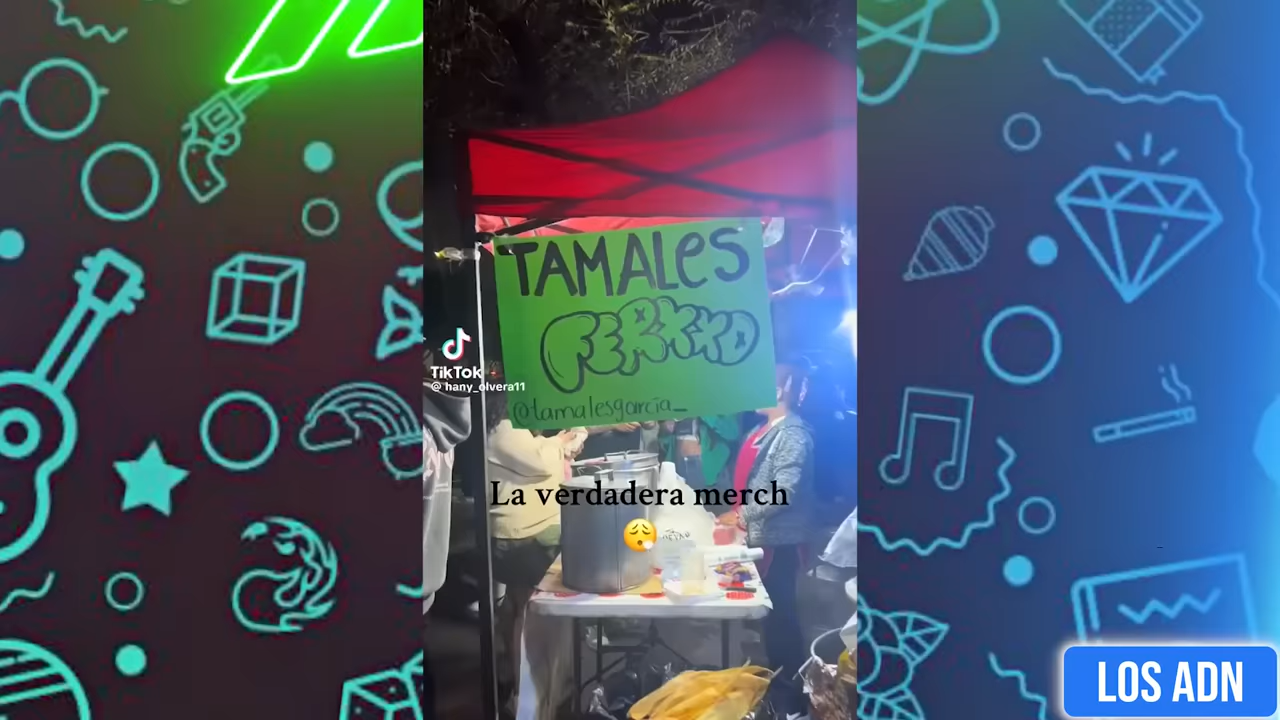 TAMALES
FERXXO
@tamalesgarcia_
TikTok
@ hany_olvera11
La verdadera merch
LOS ADN